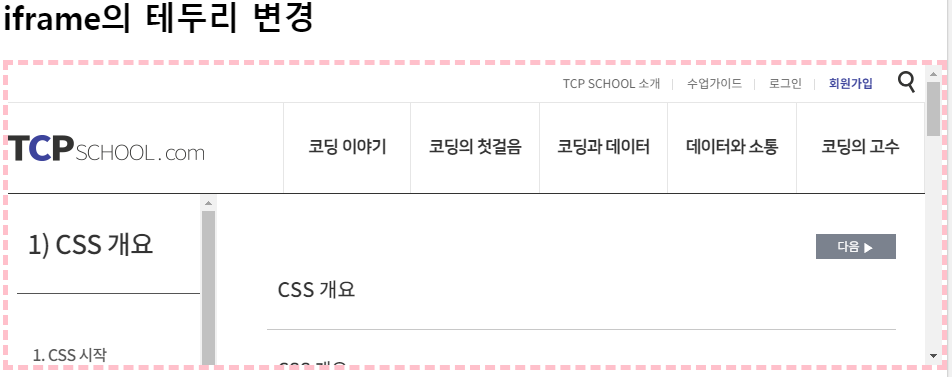 iframe의 테두리 변경
TCP SCHOOL 소개 수업가이드 로그인 회원가입
TCPSCHOOL.com 코딩 이야기 코딩의 첫걸음 코딩과 데이터 데이터와 소통 코딩의 고수
1) CSS 개요
다음 ▶
CSS 개요
1. CSS 시작
CSS 개요